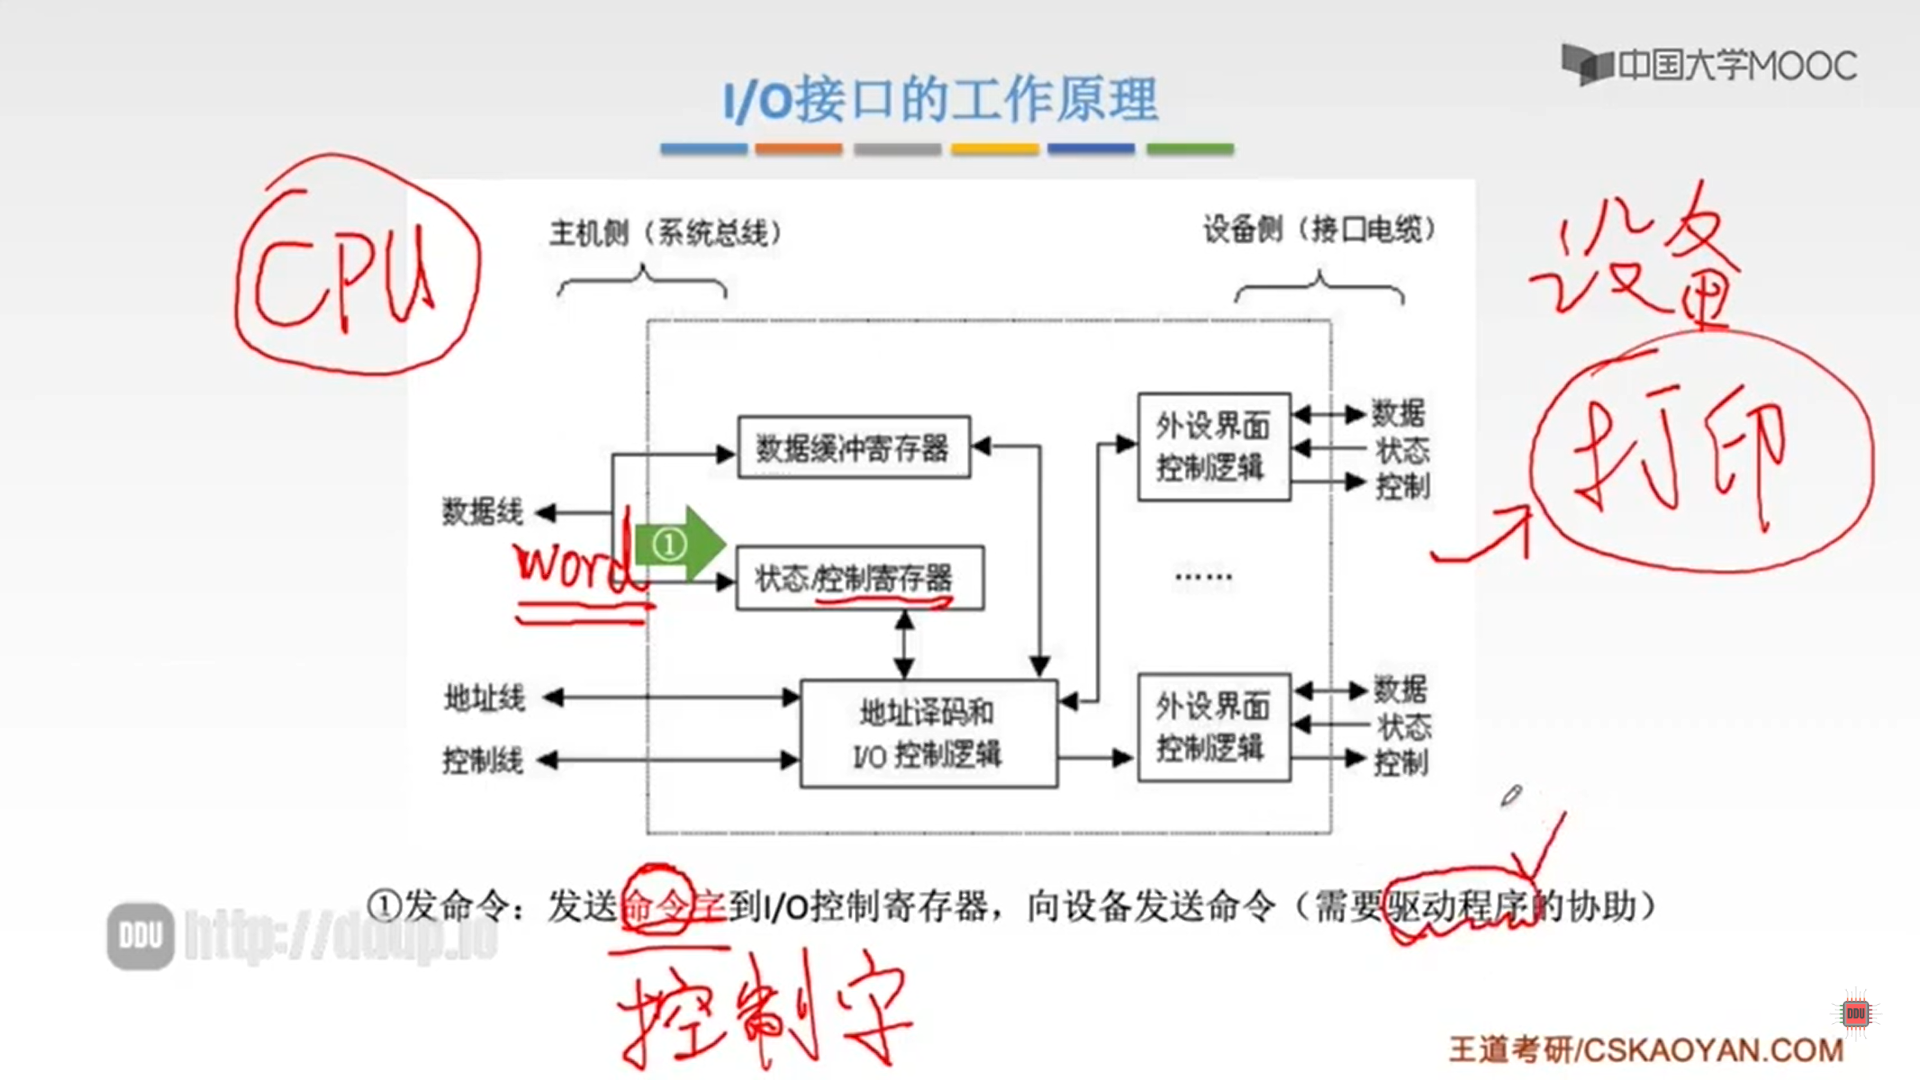 中国大学MOOC
I/O接口的工作原理
CPU
主机侧（系统总线）
设备侧（接口电缆）
设备
打印
数据缓冲寄存器
外设界面
控制逻辑
数据
状态
控制
数据线
word
①
状态/控制寄存器
……
地址线
控制线
地址译码和
I/O 控制逻辑
外设界面
控制逻辑
数据
状态
控制
①发命令：发送命令字到I/O控制寄存器，向设备发送命令（需要驱动程序的协助）
DDU http://ddup.io
控制字
DDU
王道考研/CSKAOYAN.COM